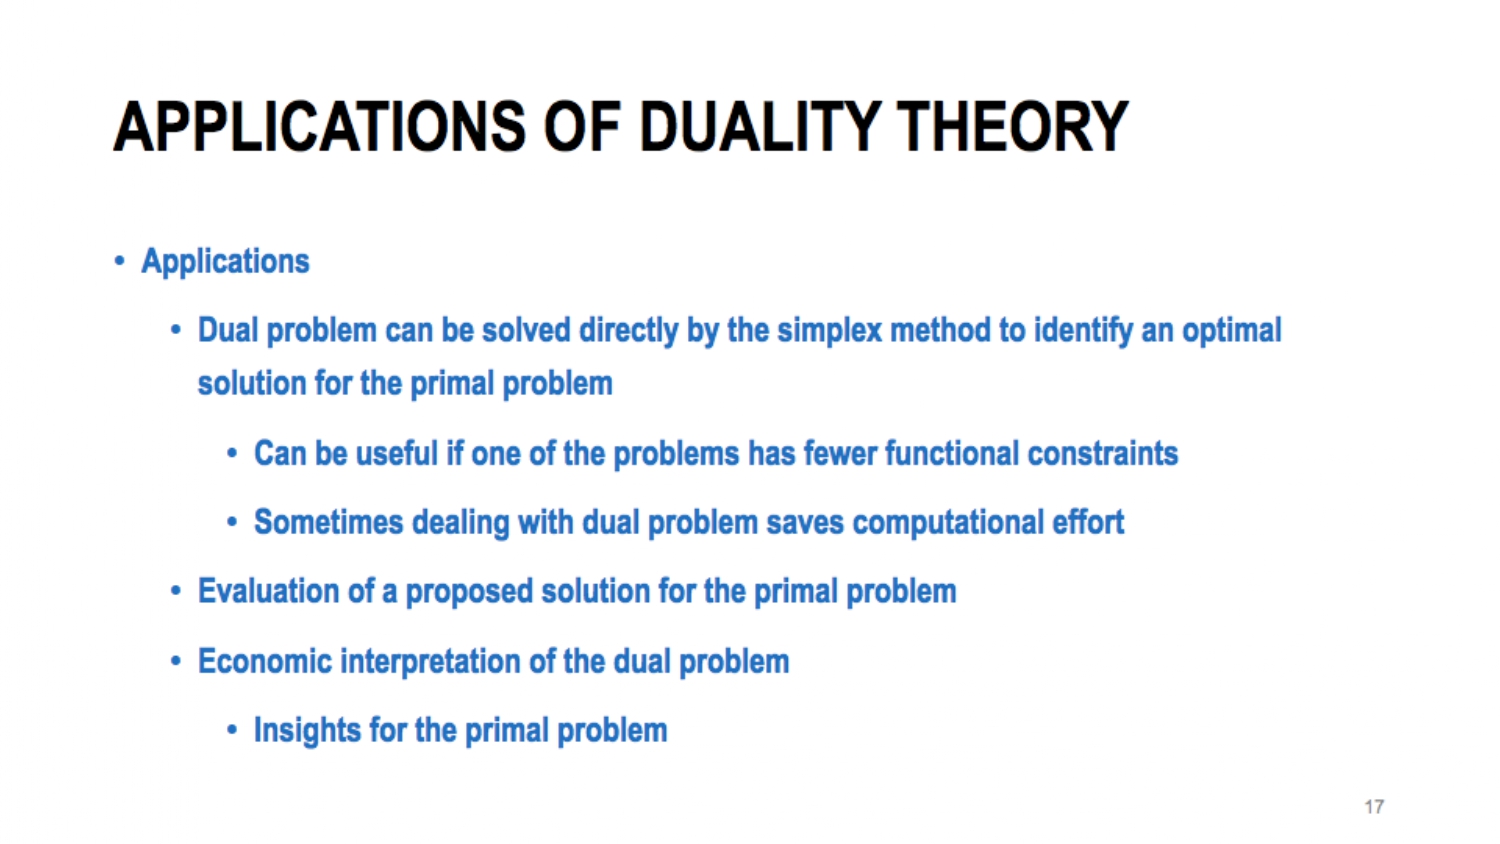 APPLICATIONS OF DUALITY THEORY
• Applications
• Dual problem can be solved directly by the simplex method to identify an optimal
solution for the primal problem
• Can be useful if one of the problems has fewer functional constraints
• Sometimes dealing with dual problem saves computational effort
• Evaluation of a proposed solution for the primal problem
• Economic interpretation of the dual problem
• Insights for the primal problem
17